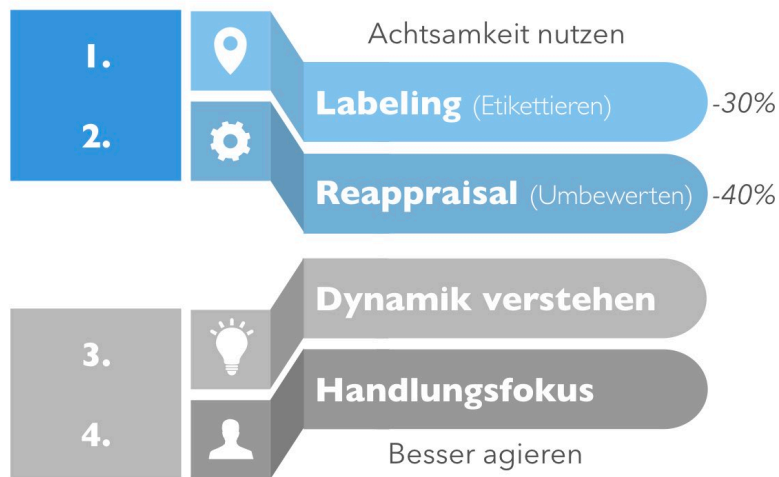 Achtsamkeit nutzen
1.
Labeling (Etikettieren) -30%
2.
Reappraisal (Umbewerten) -40%
3.
Dynamik verstehen
4.
Handlungsfokus
Besser agieren